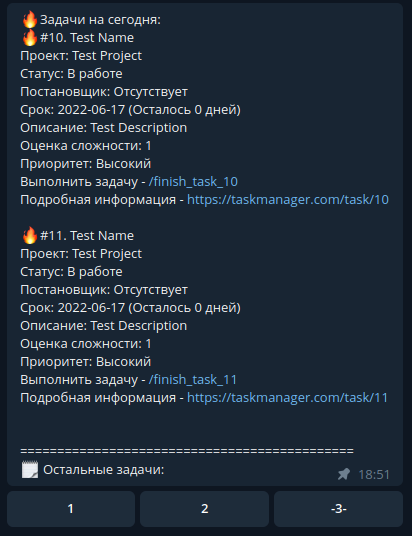 🔥Задачи на сегодня:
🔥#10. Test Name
Проект: Test Project
Статус: В работе
Постановщик: Отсутствует
Срок: 2022-06-17 (Осталось 0 дней)
Описание: Test Description
Оценка сложности: 1
Приоритет: Высокий
Выполнить задачу - /finish_task_10
Подробная информация - https://taskmanager.com/task/10
🔥#11. Test Name
Проект: Test Project
Статус: В работе
Постановщик: Отсутствует
Срок: 2022-06-17 (Осталось 0 дней)
Описание: Test Description
Оценка сложности: 1
Приоритет: Высокий
Выполнить задачу - /finish_task_11
Подробная информация - https://taskmanager.com/task/11
=============================================
🗒 Остальные задачи:
18:51
1 2 -3-